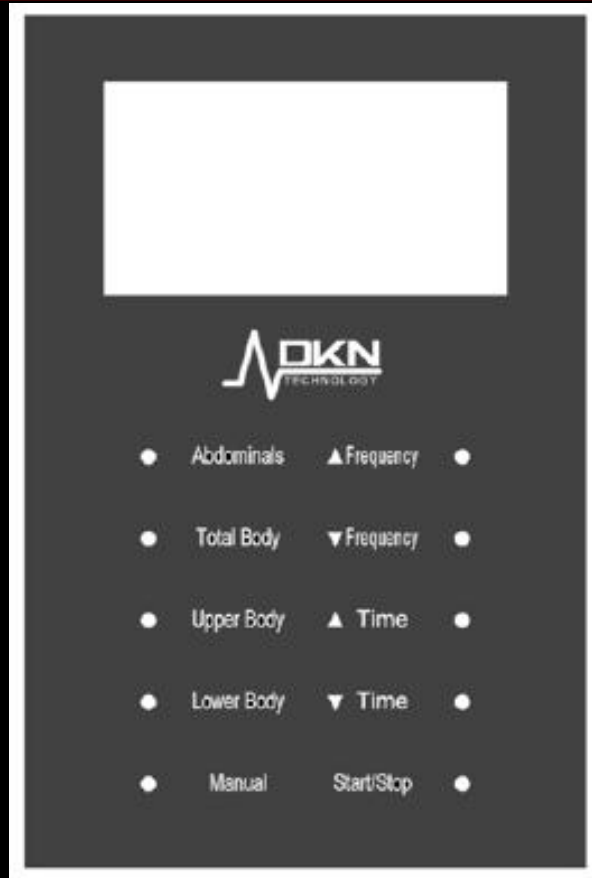 DKN
TECHNOLOGY
Abdominals ▲Frequency
Total Body ▼Frequency
Upper Body ▲ Time
Lower Body ▼ Time
Manual Start/Stop